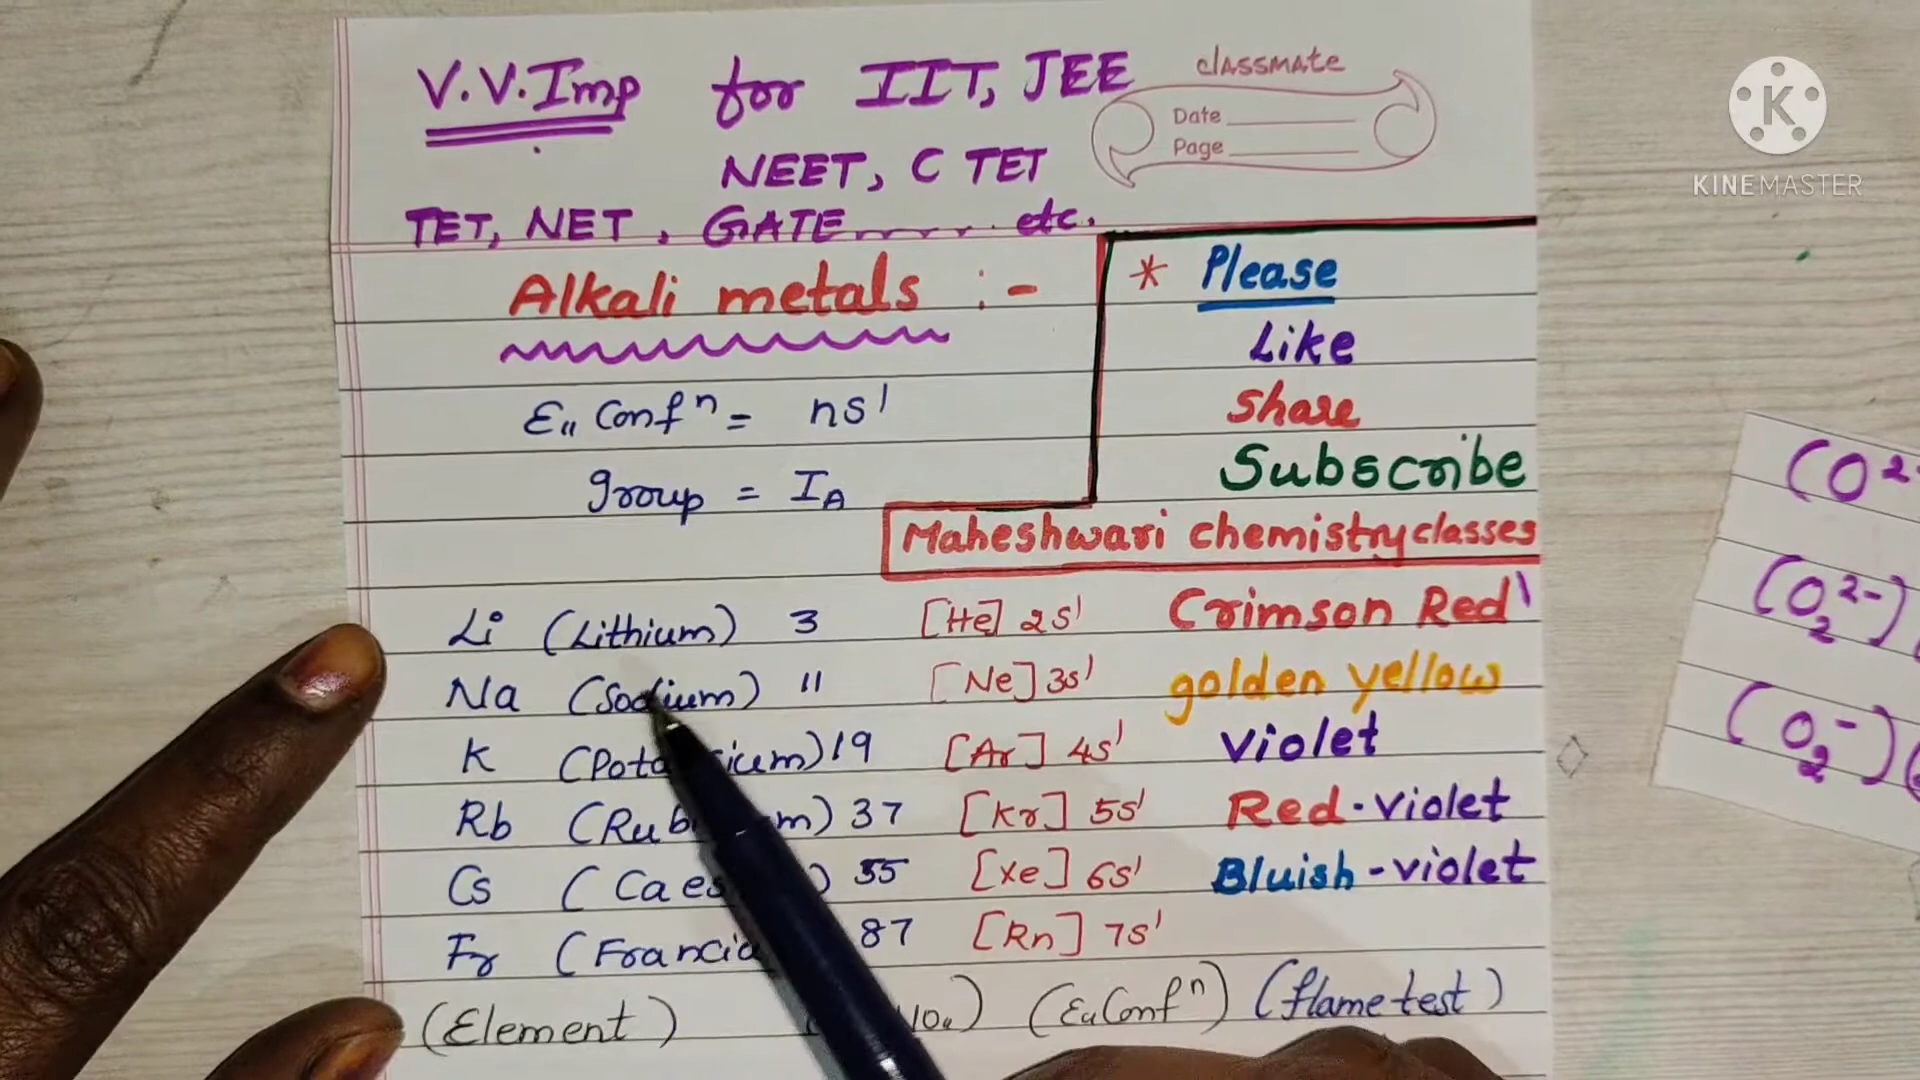 V.V.Imp for IIT, JEE
NEET, C TET
TET, NET, GATE....... etc.
classmate
Date
Page
KINEMASTER
Alkali metals :-
* Please
Like
Share
Subscribe
Ell Confⁿ = ns¹
group = IA
Maheshwari chemistry classes
Li (Lithium) 3 [He] 2s¹ Crimson Red
Na (Sodium) 11 [Ne] 3s¹ golden yellow
K 19 [Ar] 4s¹ Violet
Rb 37 [Kr] 5s¹ Red-violet
Cs 55 [Xe] 6s¹ Bluish-violet
Fr 87 [Rn] 7s¹
(Element) (Ell Confⁿ) (flame test)
(O²⁻
(O₂²⁻)
(O₂⁻)